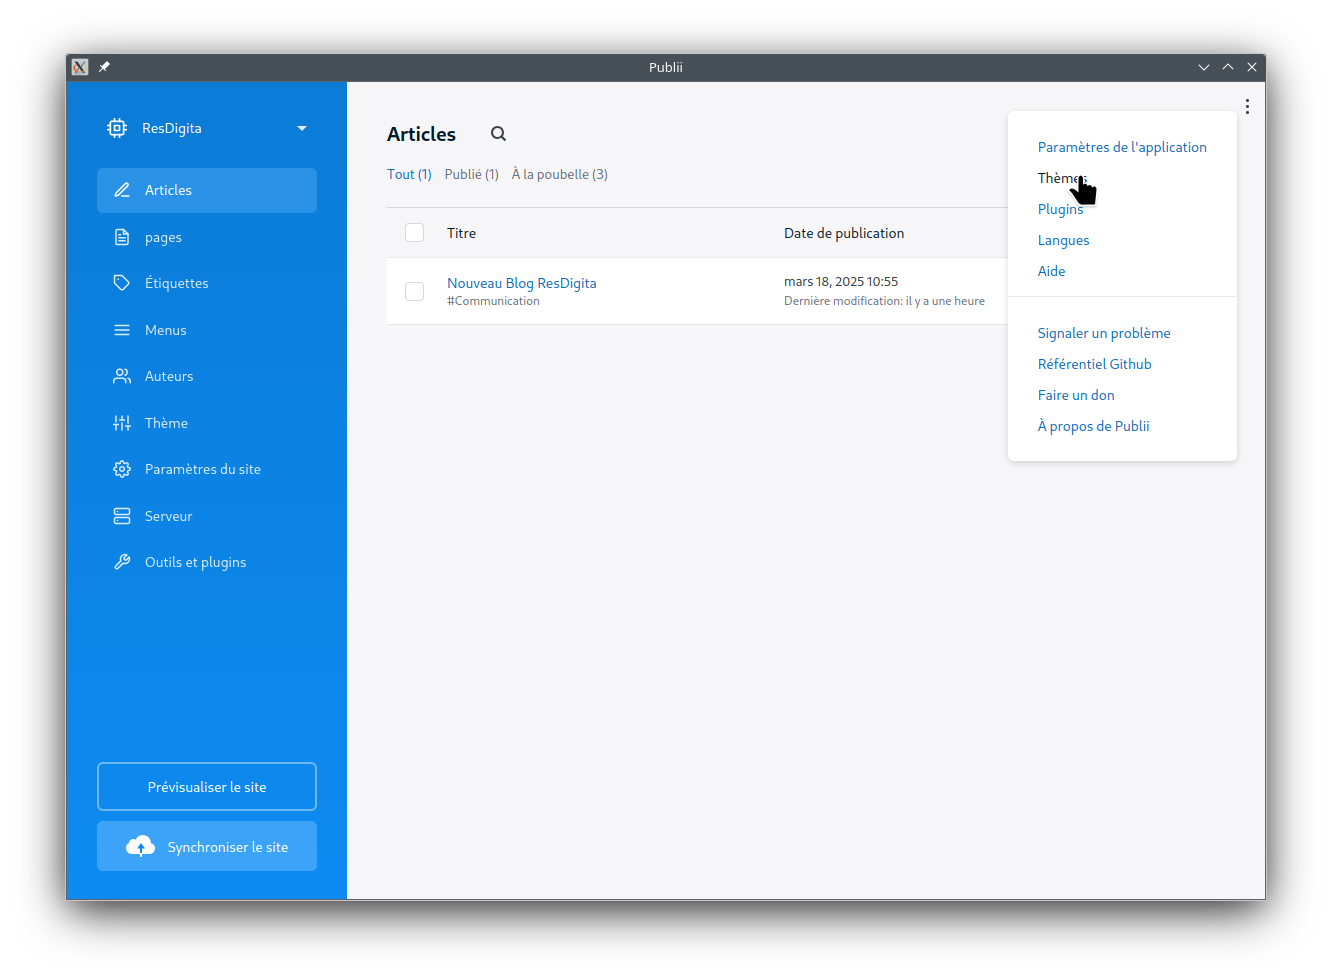 Publii
ResDigita
Articles
pages
Étiquettes
Menus
Auteurs
Thème
Paramètres du site
Serveur
Outils et plugins
Prévisualiser le site
Synchroniser le site
Articles
Tout (1) Publié (1) À la poubelle (3)
Titre Date de publication
Nouveau Blog ResDigita mars 18, 2025 10:55
#Communication Dernière modification: il y a une heure
Paramètres de l'application
Thèmes
Plugins
Langues
Aide
Signaler un problème
Référentiel Github
Faire un don
À propos de Publii